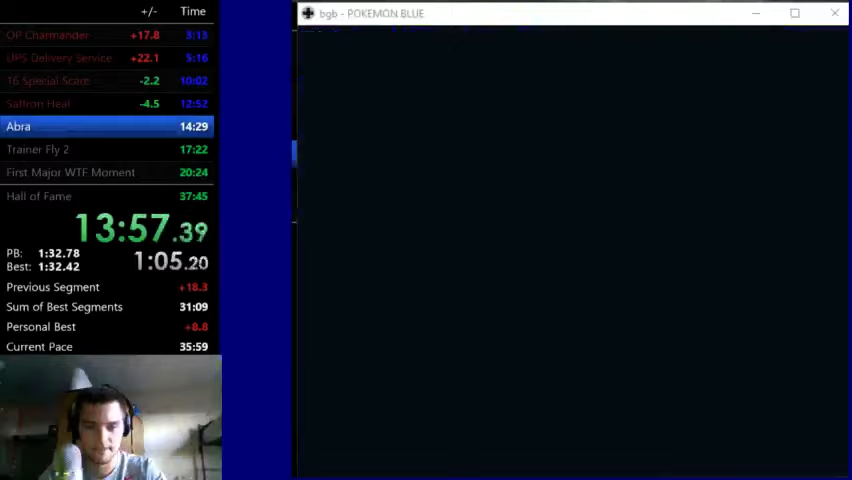 +/- Time
OP Charmander +17.8 3:13
UPS Delivery Service +22.1 5:16
16 Special Scare -2.2 10:02
Saffron Heal -4.5 12:52
Abra 14:29
Trainer Fly 2 17:22
First Major WTF Moment 20:24
Hall of Fame 37:45
13:57.39
PB: 1:32.78
Best: 1:32.42
1:05.20
Previous Segment +18.3
Sum of Best Segments 31:09
Personal Best +8.8
Current Pace 35:59
bgb - POKEMON BLUE